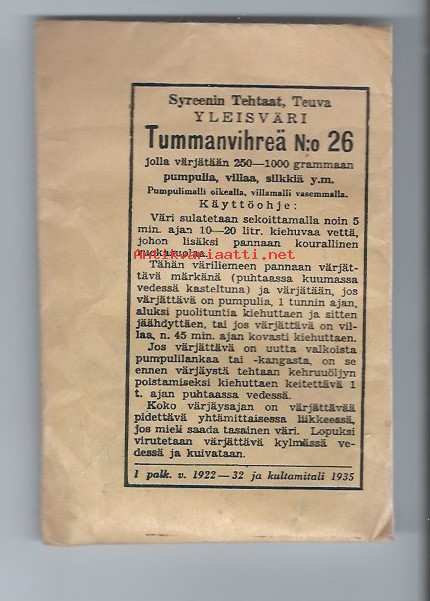 Syreenin Tehtaat, Teuva
YLEISVÄRI
Tummanvihreä N:o 26
jolla värjätään 250—1000 grammaan
pumpulia, villaa, silkkiä y.m.
Pumpulimalli oikealla, villamalli vasemmalla.
Käyttöohje:
Väri sulatetaan sekoittamalla noin 5
min. ajan 10—20 litr. kiehuvaa vettä,
johon lisäksi pannaan kourallinen
ruokasuolaa.
Tähän väriliemeen pannaan värjät-
tävä märkänä (puhtaassa kuumassa
vedessä kasteltuna) ja värjätään, jos
värjättävä on pumpulia, 1 tunnin ajan,
aluksi puolituntia kiehuttaen ja sitten
jäähdyttäen, tai jos värjättävä on vil-
laa, n. 45 min. ajan kovasti kiehuttaen.
Jos värjättävä on uutta valkoista
pumpulilankaa tai -kangasta, on se
ennen värjäystä tehtaan kehruuöljyn
poistamiseksi kiehuttaen keitettävä 1
t. ajan puhtaassa vedessä.
Koko värjäysajan on värjättävää
pidettävä yhtämittaisessa liikkeessä,
jos mieli saada tasainen väri. Lopuksi
virutetaan värjättävä kylmässä ve-
dessä ja kuivataan.
1 palk. v. 1922—32 ja kultamitali 1935